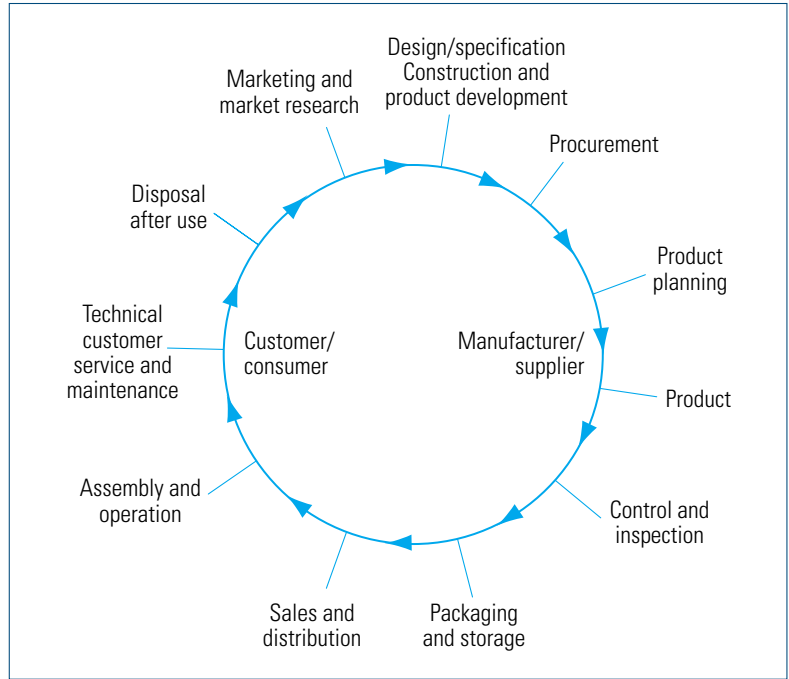 Design/specification
Construction and
product development
Marketing and
market research
Procurement
Disposal
after use
Product
planning
Technical
customer
service and
maintenance
Customer/
consumer
Manufacturer/
supplier
Product
Assembly and
operation
Control and
inspection
Sales and
distribution
Packaging
and storage